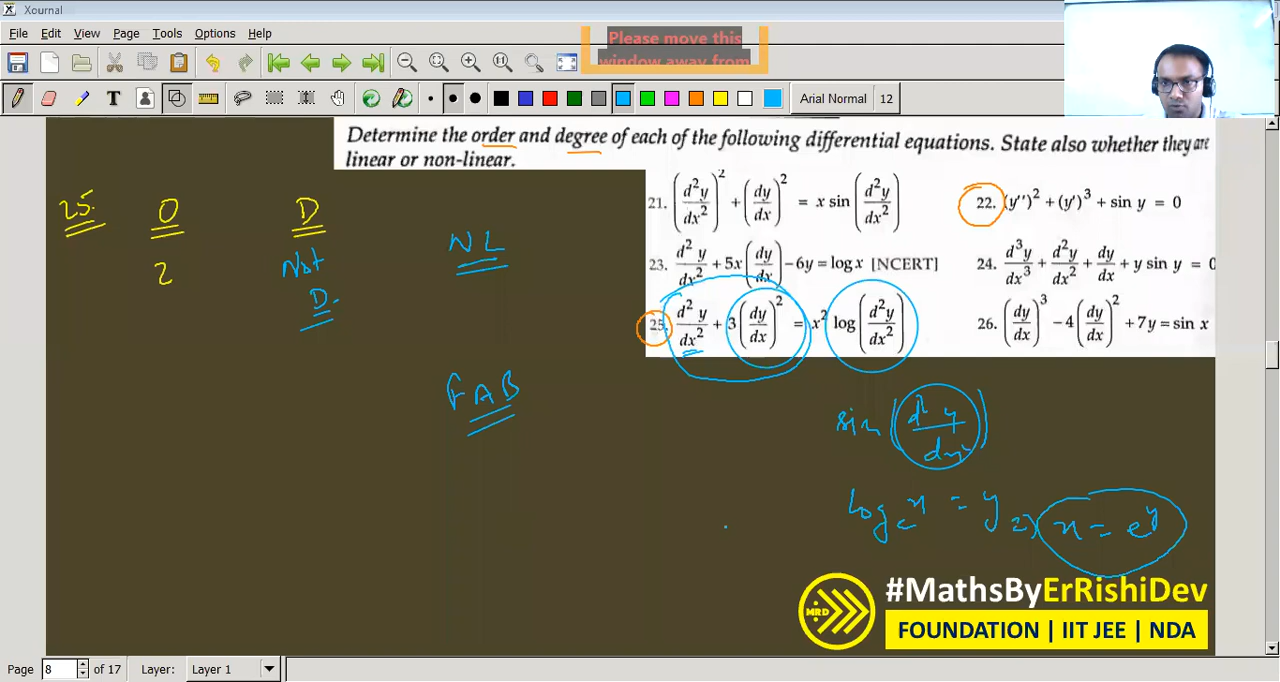 Xournal
File Edit View Page Tools Options Help
Please move this
window away from
Arial Normal 12
Determine the order and degree of each of the following differential equations. State also whether they are
linear or non-linear.
21. (d²y/dx²)² + (dy/dx)² = x sin (d²y/dx²)
22. (y'')² + (y')³ + sin y = 0
23. d²y/dx² + 5x (dy/dx) − 6y = log x [NCERT]
24. d³y/dx³ + d²y/dx² + dy/dx + y sin y = 0
25. d²y/dx² + 3 (dy/dx)² = x² log (d²y/dx²)
26. (dy/dx)³ − 4 (dy/dx)² + 7y = sin x
25. O D
2 Not
D.
NL
FAB
sin (d²y/dx²)
logₑx = y ⇒ x = e^y
MRD
#MathsByErRishiDev
FOUNDATION | IIT JEE | NDA
Page 8 of 17 Layer: Layer 1